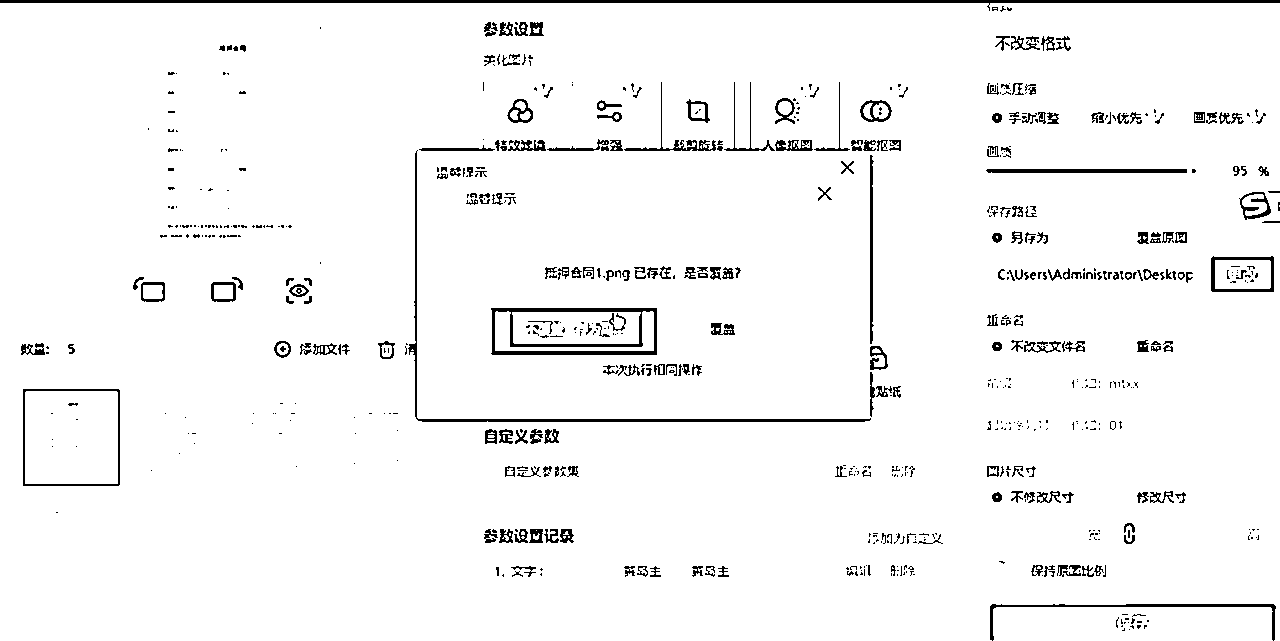 参数设置
美化图片
特效滤镜 增强 裁剪旋转 人像抠图 智能抠图
温馨提示
温馨提示
抵押合同1.png 已存在，是否覆盖？
覆盖
本次执行相同操作
数量： 5
添加文件
清
贴纸
自定义参数
自定义参数集 重命名 删除
参数设置记录 添加为自定义
1. 文字： 编辑 删除
格式
不改变格式
画质压缩
手动调整 缩小优先 画质优先
画质
95 %
保存路径
另存为 覆盖原图
C:\Users\Administrator\Desktop 更改
重命名
不改变文件名 重命名
mtxx
01
图片尺寸
不修改尺寸 修改尺寸
宽 高
保持原图比例
保存